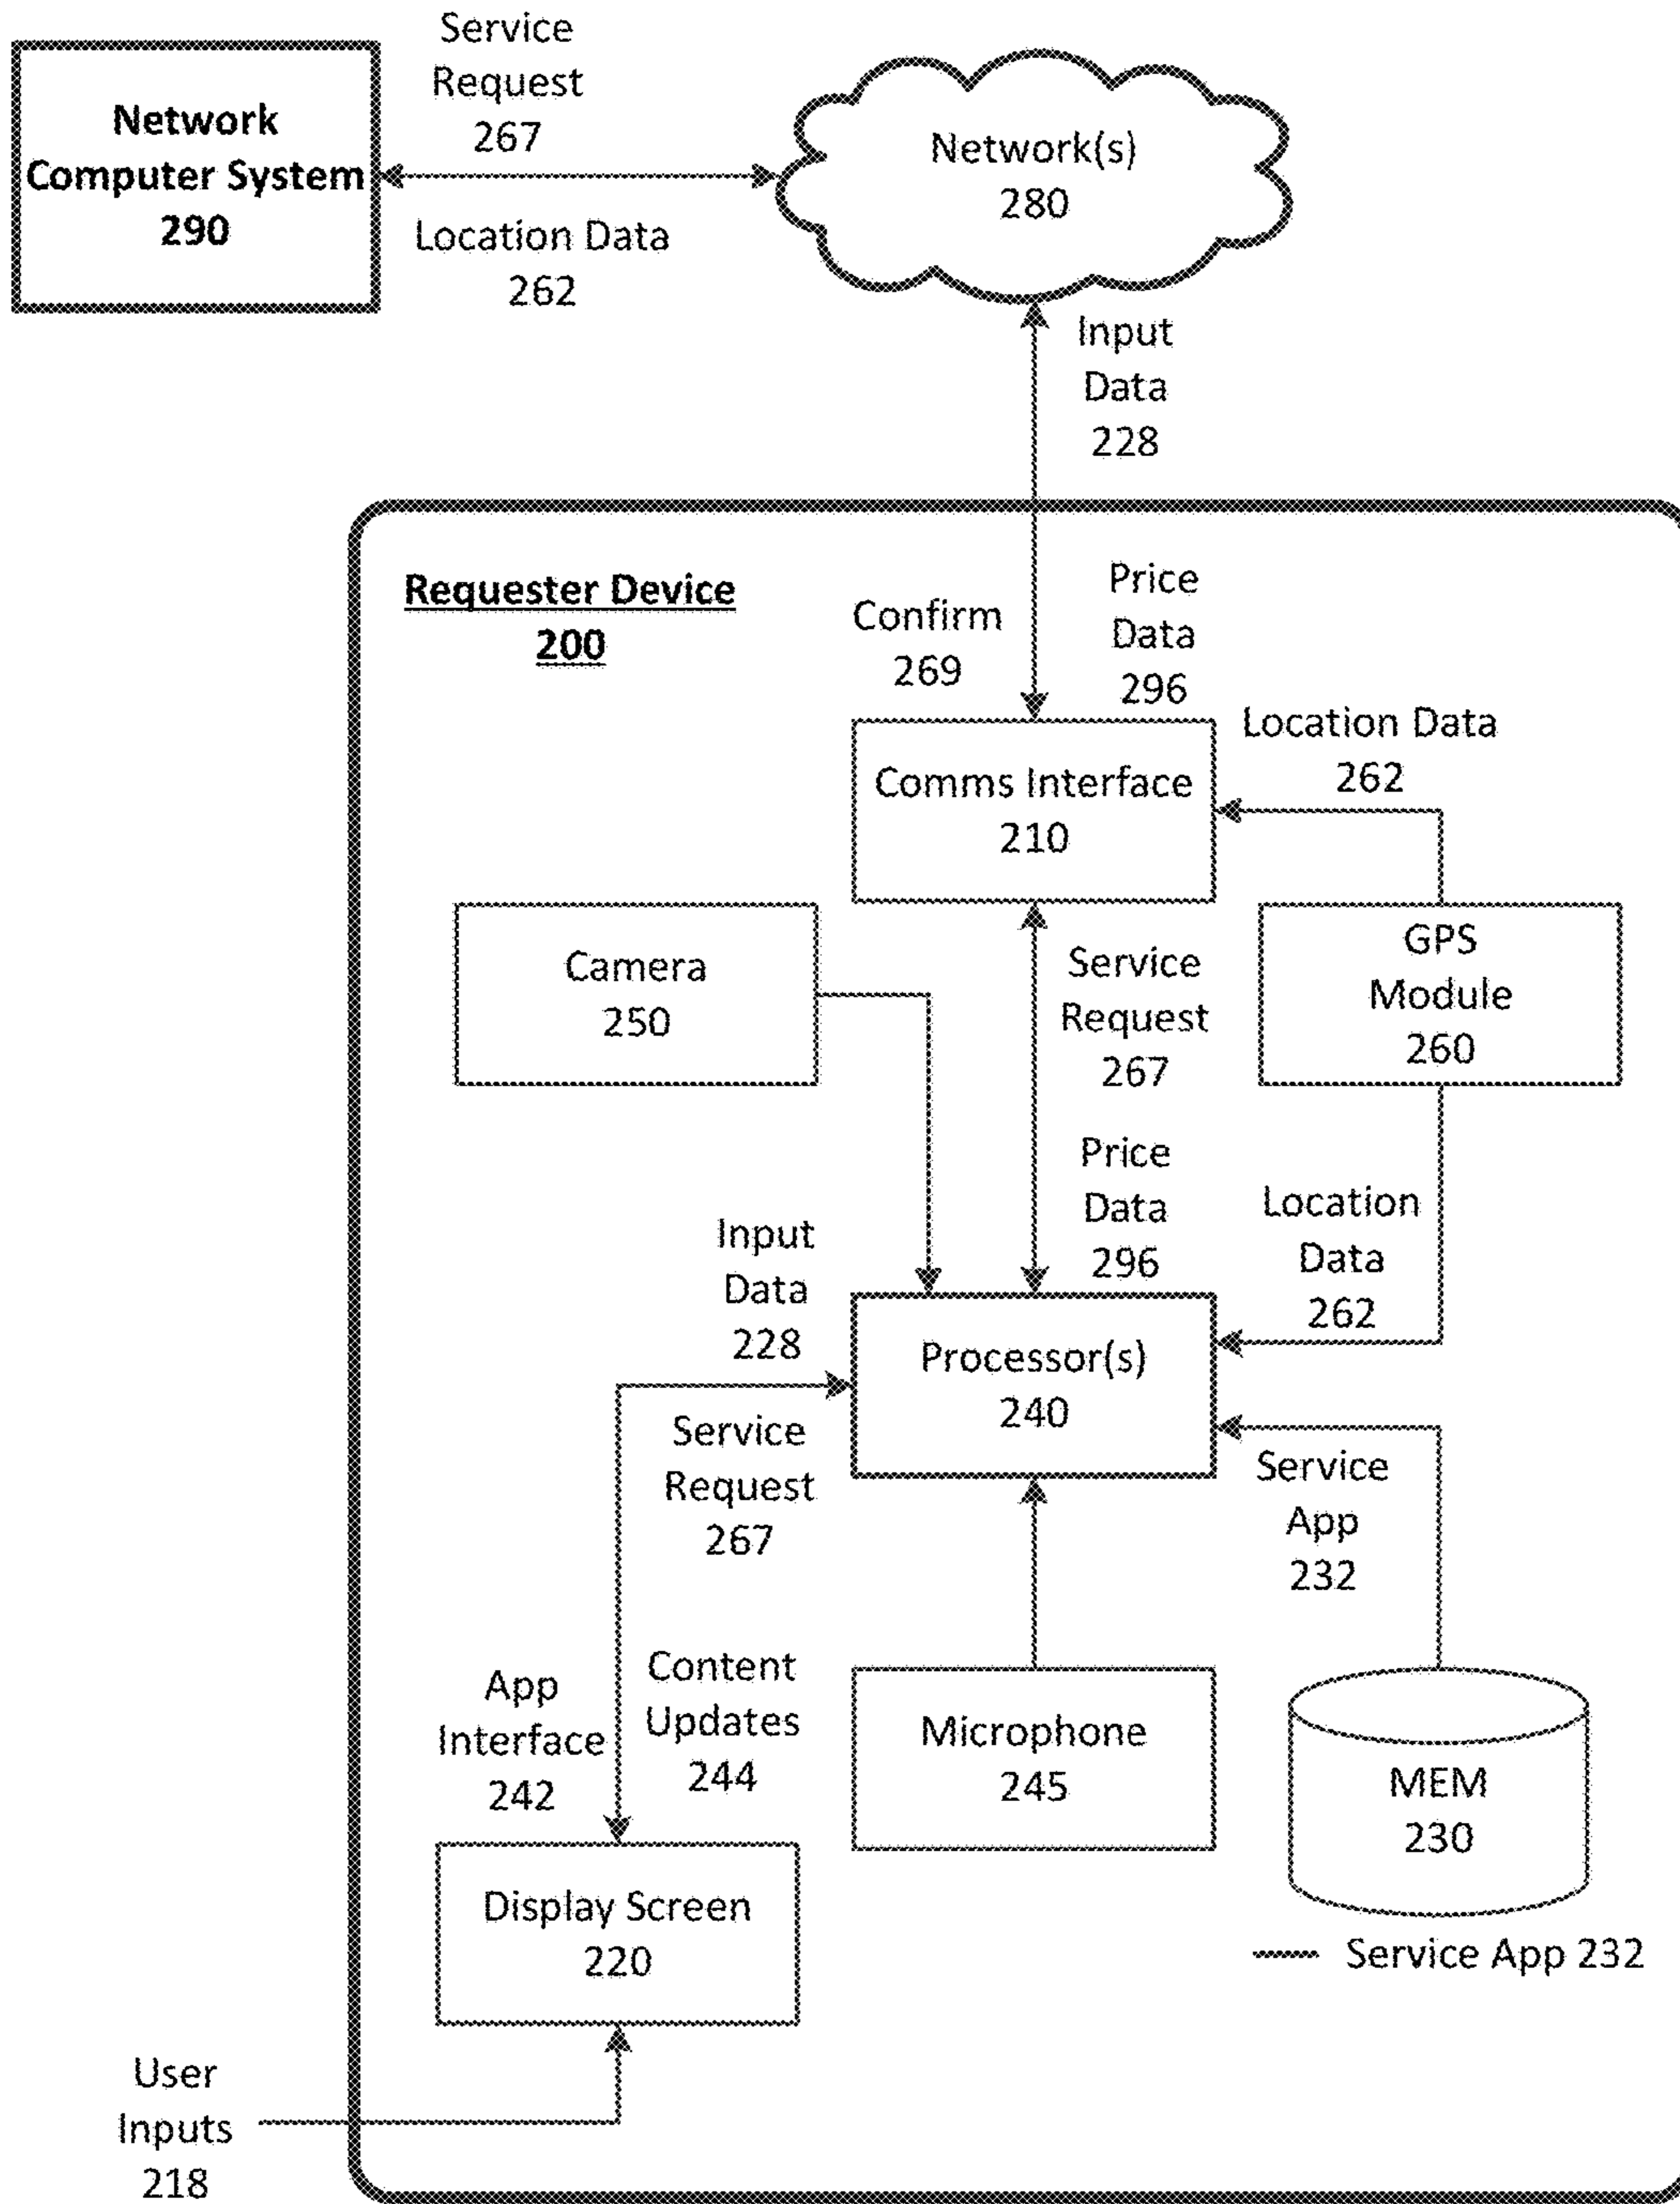 Service
Request
267
Network
Computer System
290
Location Data
262
Network(s)
280
Input
Data
228
Requester Device
200
Confirm
269
Price
Data
296
Comms Interface
210
Location Data
262
Camera
250
Service
Request
267
GPS
Module
260
Price
Data
296
Location
Data
262
Input
Data
228
Processor(s)
240
Service
Request
267
Service
App
232
App
Interface
242
Content
Updates
244
Microphone
245
MEM
230
Display Screen
220
Service App 232
User
Inputs
218